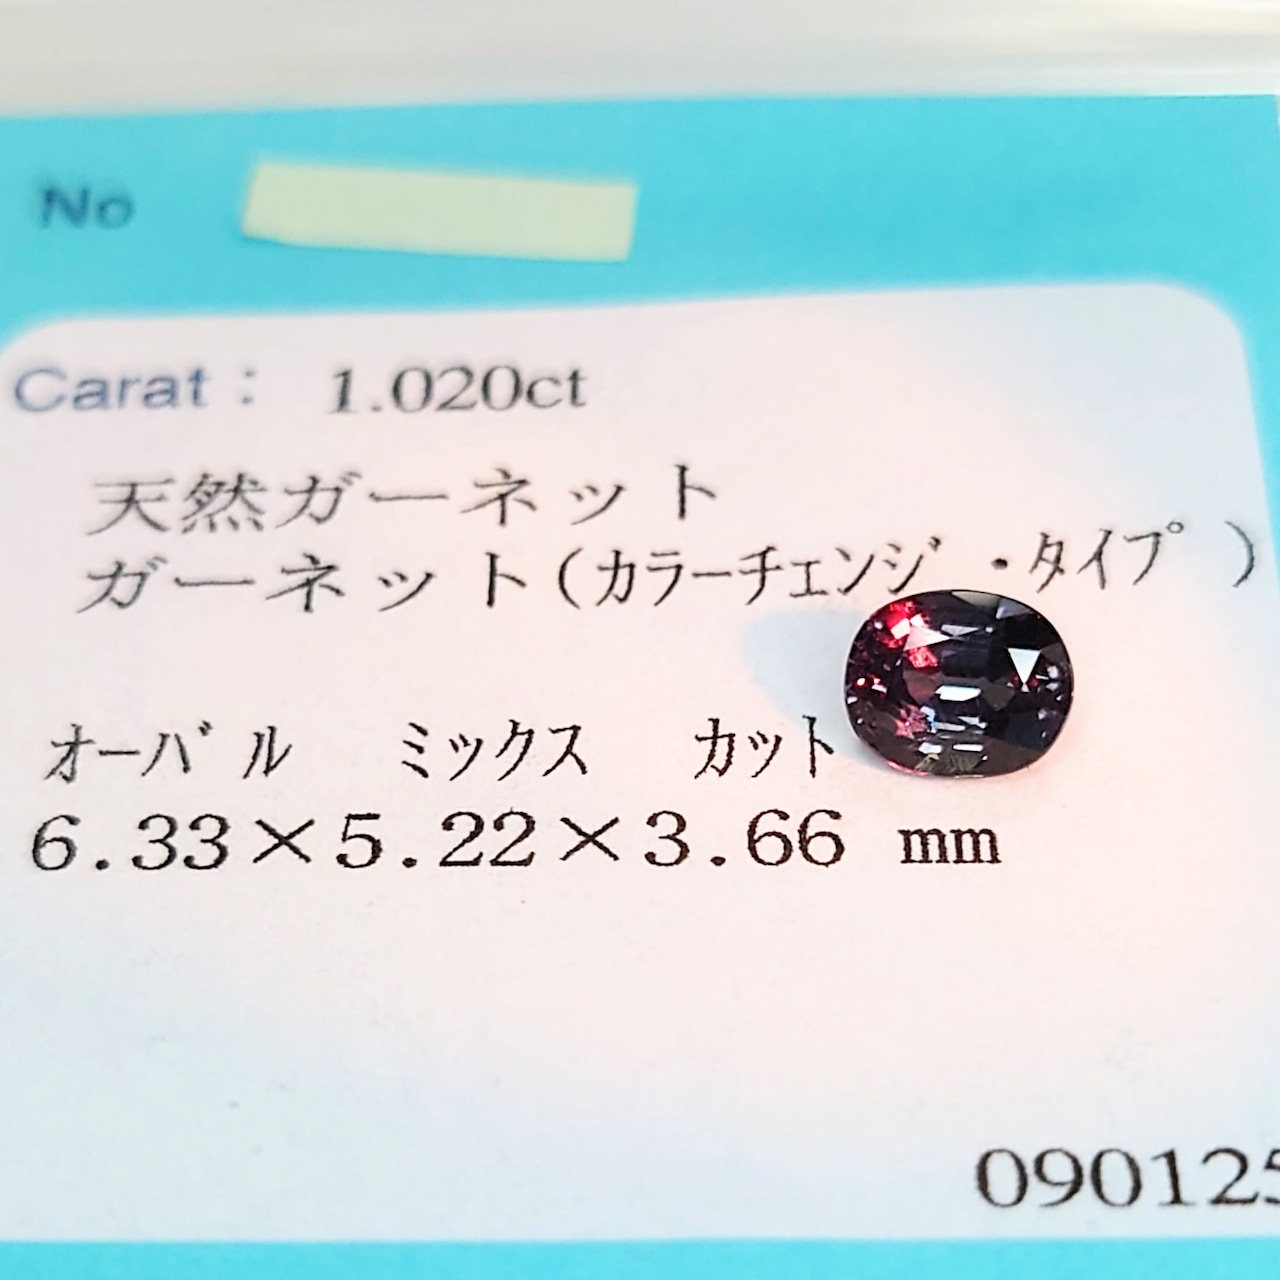 No
Carat: 1.020ct
天然ガーネット
ガーネット(カラーチェンジ・タイプ )
オーバル ミックス カット
6.33×5.22×3.66 mm
090125